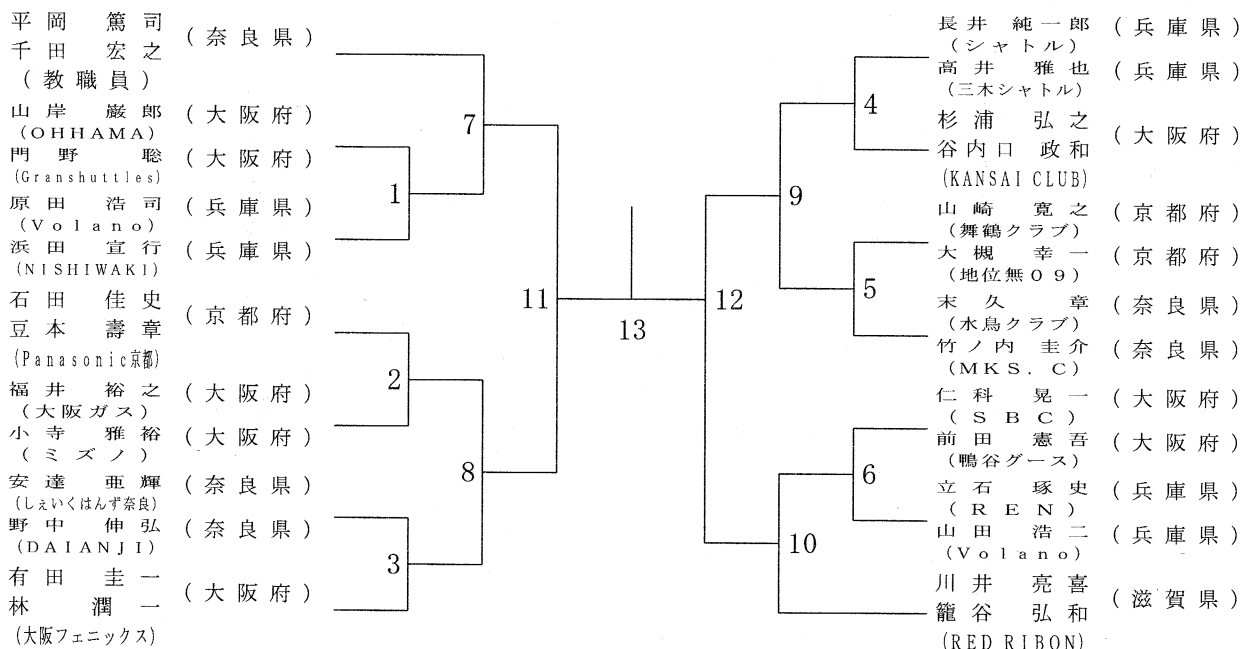 平岡 篤司 (奈良県)
千田 宏之
(教職員)
山岸 巌郎 (大阪府)
(OHHAMA)
門野 聡 (大阪府)
(Granshuttles)
原田 浩司 (兵庫県)
(Volano)
浜田 宣行 (兵庫県)
(NISHIWAKI)
石田 佳史 (京都府)
豆本 壽章
(Panasonic京都)
福井 裕之 (大阪府)
(大阪ガス)
小寺 雅裕 (大阪府)
(ミズノ)
安達 亜輝 (奈良県)
(しぇいくはんず奈良)
野中 伸弘 (奈良県)
(DAIANJI)
有田 圭一 (大阪府)
林 潤一
(大阪フェニックス)
7
1
11
2
8
3
13
12
4
9
5
6
10
長井 純一郎 (兵庫県)
(シャトル)
高井 雅也 (兵庫県)
(三木シャトル)
杉浦 弘之 (大阪府)
谷内口 政和
(KANSAI CLUB)
山崎 寛之 (京都府)
(舞鶴クラブ)
大槻 幸一 (京都府)
(地位無09)
末久 章 (奈良県)
(水鳥クラブ)
竹ノ内 圭介 (奈良県)
(MKS.C)
仁科 晃一 (大阪府)
(SBC)
前田 憲吾 (大阪府)
(鴨谷グース)
立石 琢史 (兵庫県)
(REN)
山田 浩二 (兵庫県)
(Volano)
川井 亮喜 (滋賀県)
籠谷 弘和
(RED RIBON)